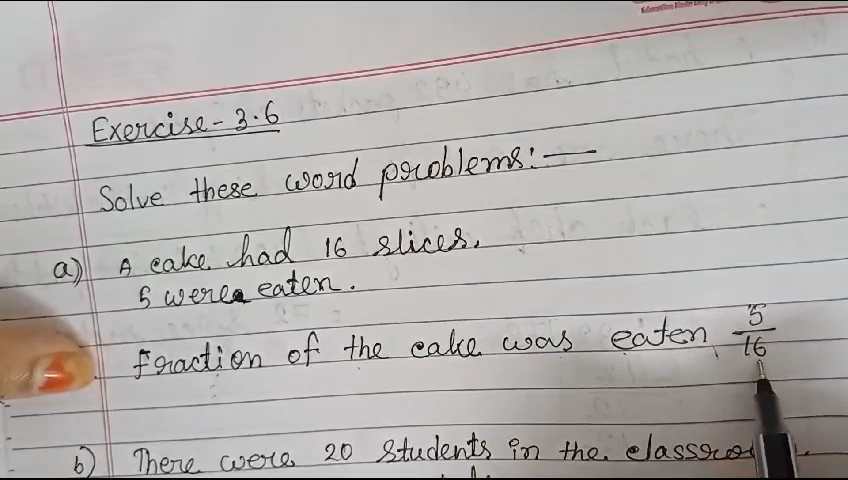 Exercise - 3.6
Solve these word problems:—
a) A cake had 16 slices.
5 were eaten.
fraction of the cake was eaten 5/16
b) There were 20 students in the